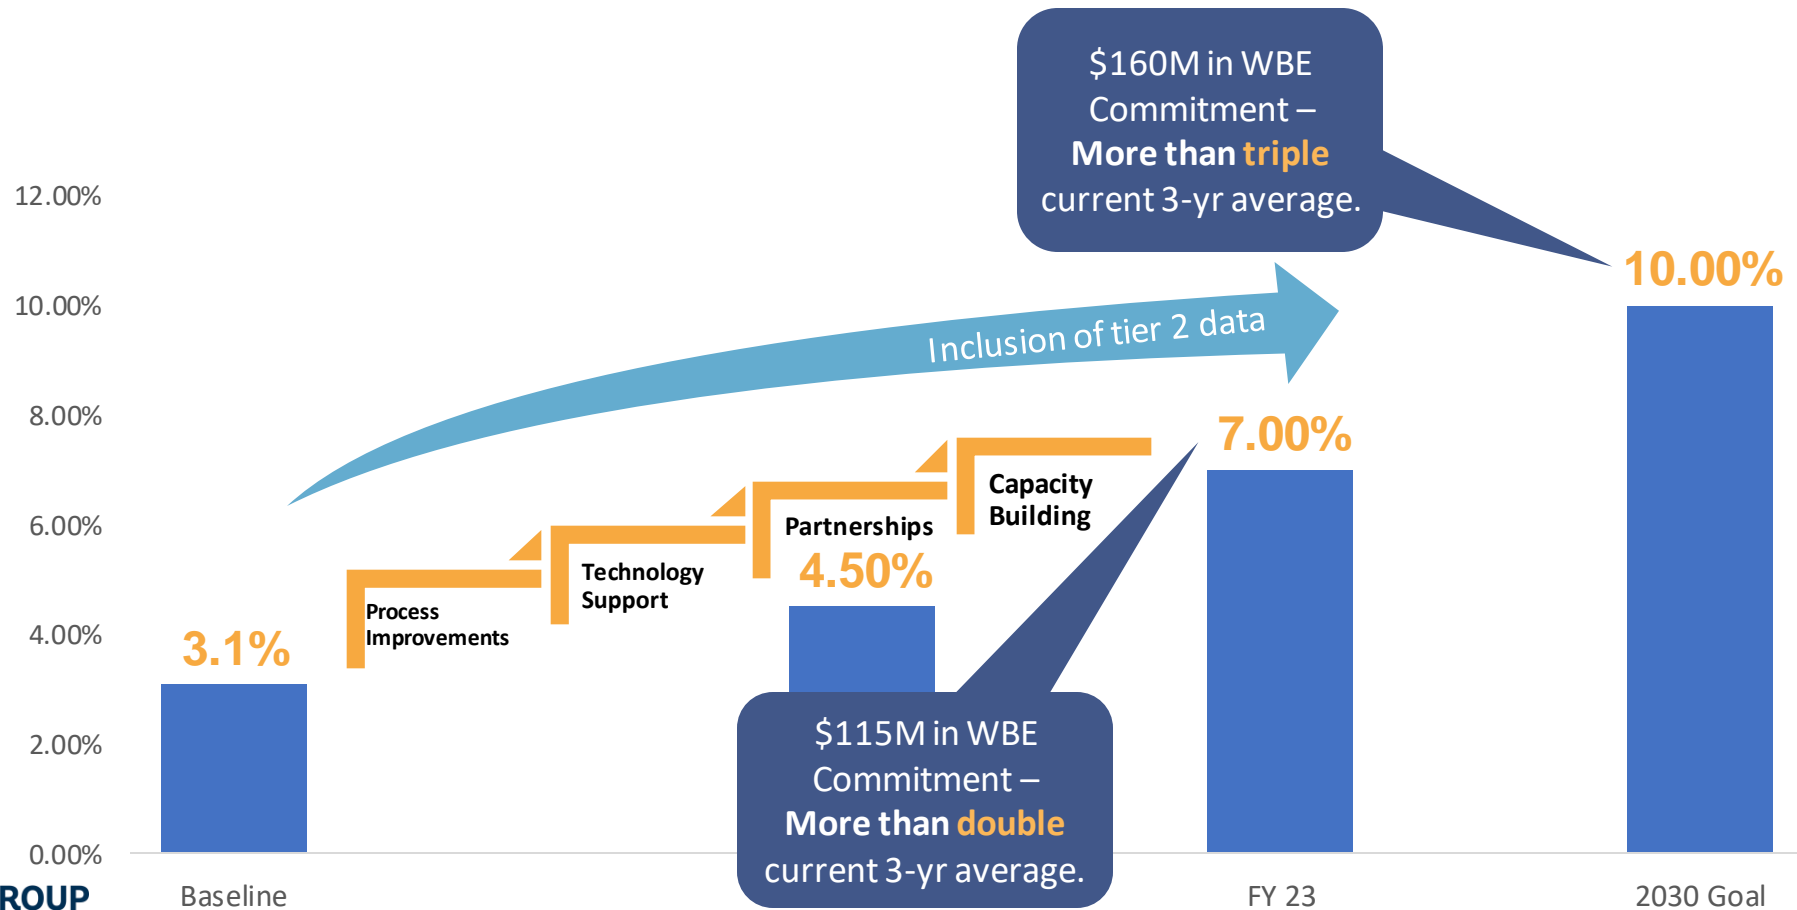 $160M in WBE
Commitment –
More than triple
current 3-yr average.
12.00%
10.00%
8.00%
6.00%
4.00%
2.00%
0.00%
Inclusion of tier 2 data
10.00%
7.00%
Capacity
Building
Partnerships
4.50%
Technology
Support
Process
Improvements
3.1%
$115M in WBE
Commitment –
More than double
current 3-yr average.
ROUP
Baseline
FY 23
2030 Goal